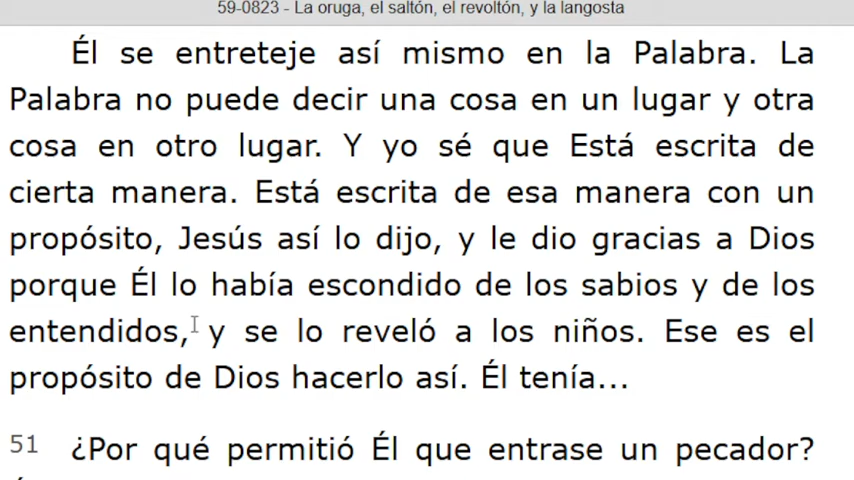 59-0823 - La oruga, el saltón, el revoltón, y la langosta
Él se entreteje así mismo en la Palabra. La
Palabra no puede decir una cosa en un lugar y otra
cosa en otro lugar. Y yo sé que Está escrita de
cierta manera. Está escrita de esa manera con un
propósito, Jesús así lo dijo, y le dio gracias a Dios
porque Él lo había escondido de los sabios y de los
entendidos, y se lo reveló a los niños. Ese es el
propósito de Dios hacerlo así. Él tenía...
51 ¿Por qué permitió Él que entrase un pecador?